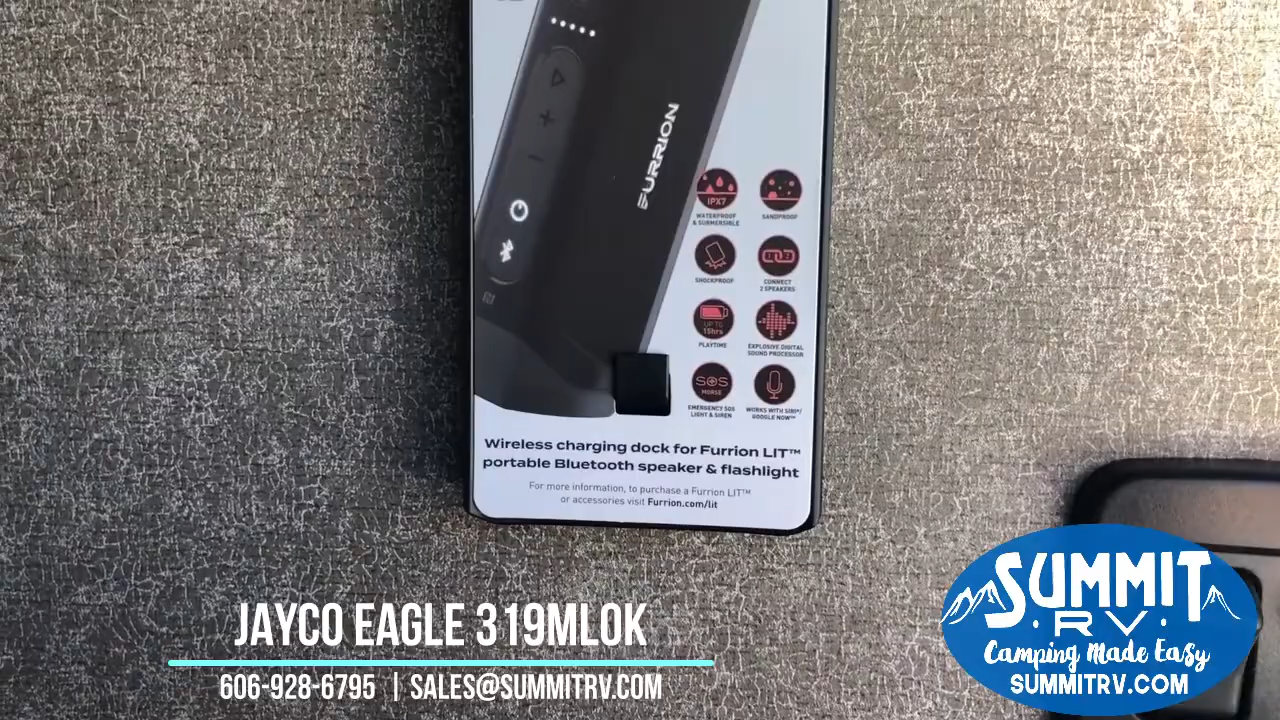 FURRION
IPX7
WATERPROOF
& SUBMERSIBLE
SANDPROOF
SHOCKPROOF
CONNECT
2 SPEAKERS
UP TO
15hrs
PLAYTIME
EXPLOSIVE DIGITAL
SOUND PROCESSOR
SOS
MORSE
EMERGENCY SOS
LIGHT & SIREN
WORKS WITH SIRI®/
GOOGLE NOW™
Wireless charging dock for Furrion LIT™
portable Bluetooth speaker & flashlight
For more information, to purchase a Furrion LIT™
or accessories visit Furrion.com/lit
JAYCO EAGLE 319MLOK
606-928-6795 | SALES@SUMMITRV.COM
SUMMIT
R.V.
Camping Made Easy
SUMMITRV.COM